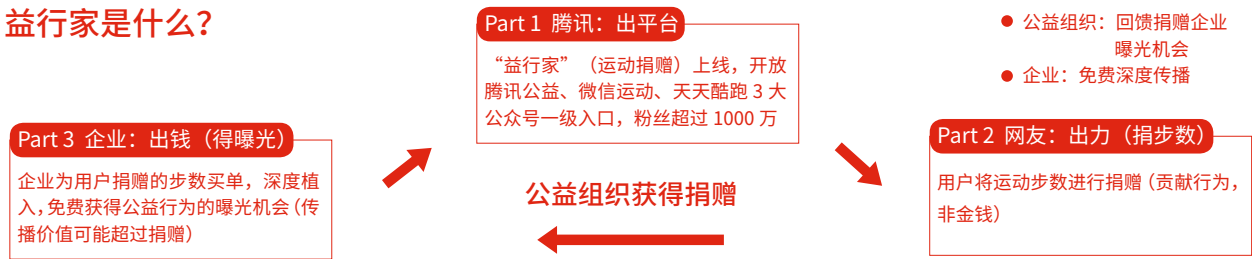 益行家是什么？
Part 1 腾讯：出平台
“益行家”（运动捐赠）上线，开放
腾讯公益、微信运动、天天酷跑 3 大
公众号一级入口，粉丝超过 1000 万
公益组织：回馈捐赠企业
曝光机会
企业：免费深度传播
Part 3 企业：出钱（得曝光）
企业为用户捐赠的步数买单，深度植
入，免费获得公益行为的曝光机会（传
播价值可能超过捐赠）
公益组织获得捐赠
Part 2 网友：出力（捐步数）
用户将运动步数进行捐赠（贡献行为，
非金钱）